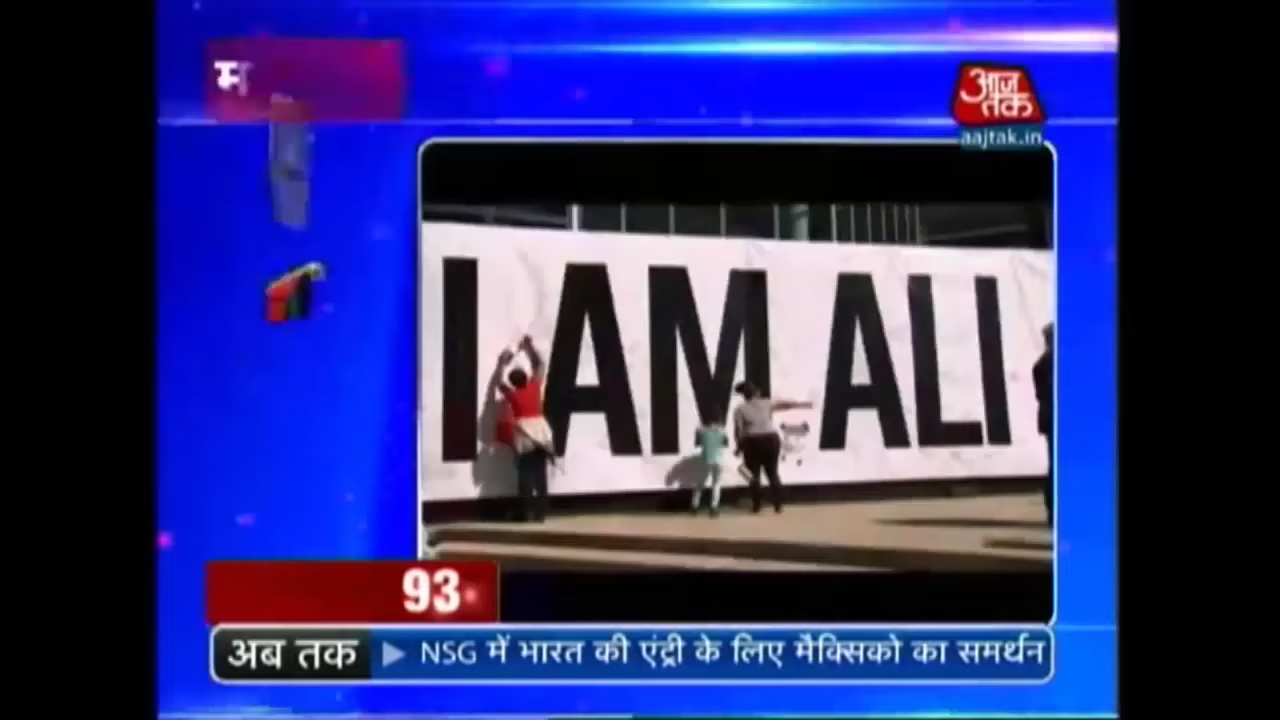 म
आज
तक
aajtak.in
I AM ALI
93
अब तक
NSG में भारत की एंट्री के लिए मैक्सिको का समर्थन